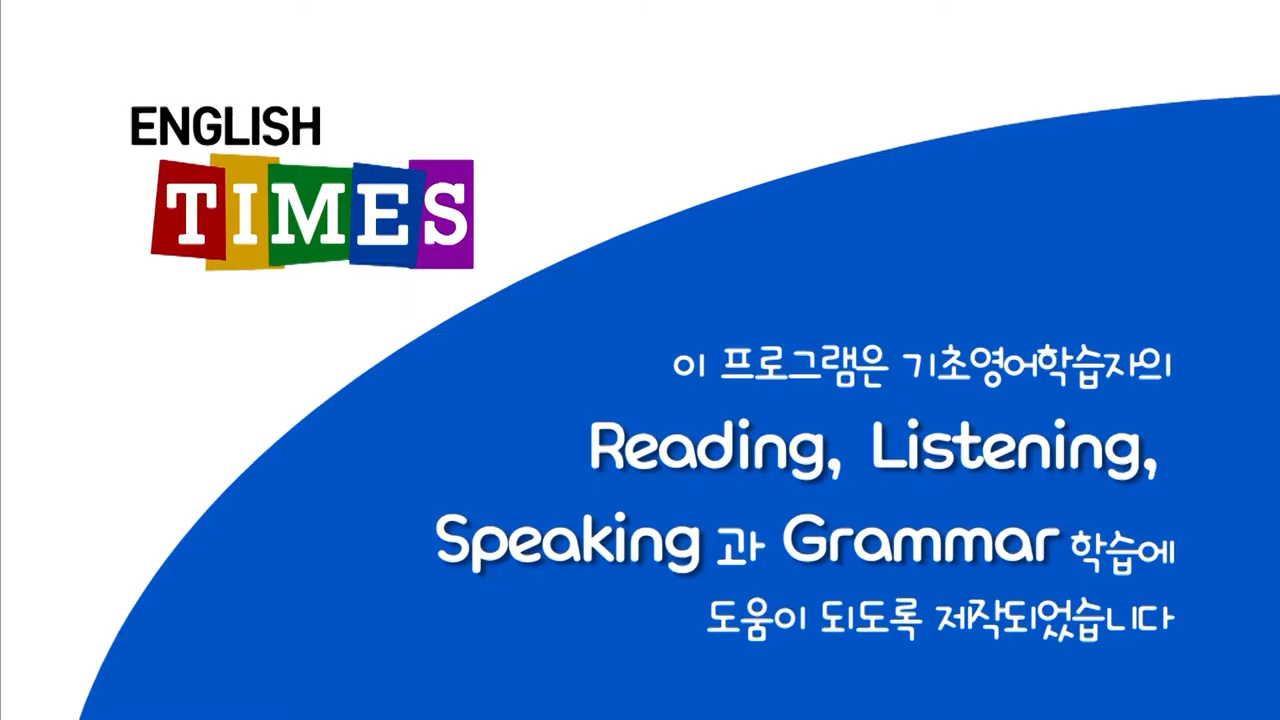 ENGLISH
TIMES
이 프로그램은 기초영어학습자의
Reading, Listening,
Speaking 과 Grammar 학습에
도움이 되도록 제작되었습니다